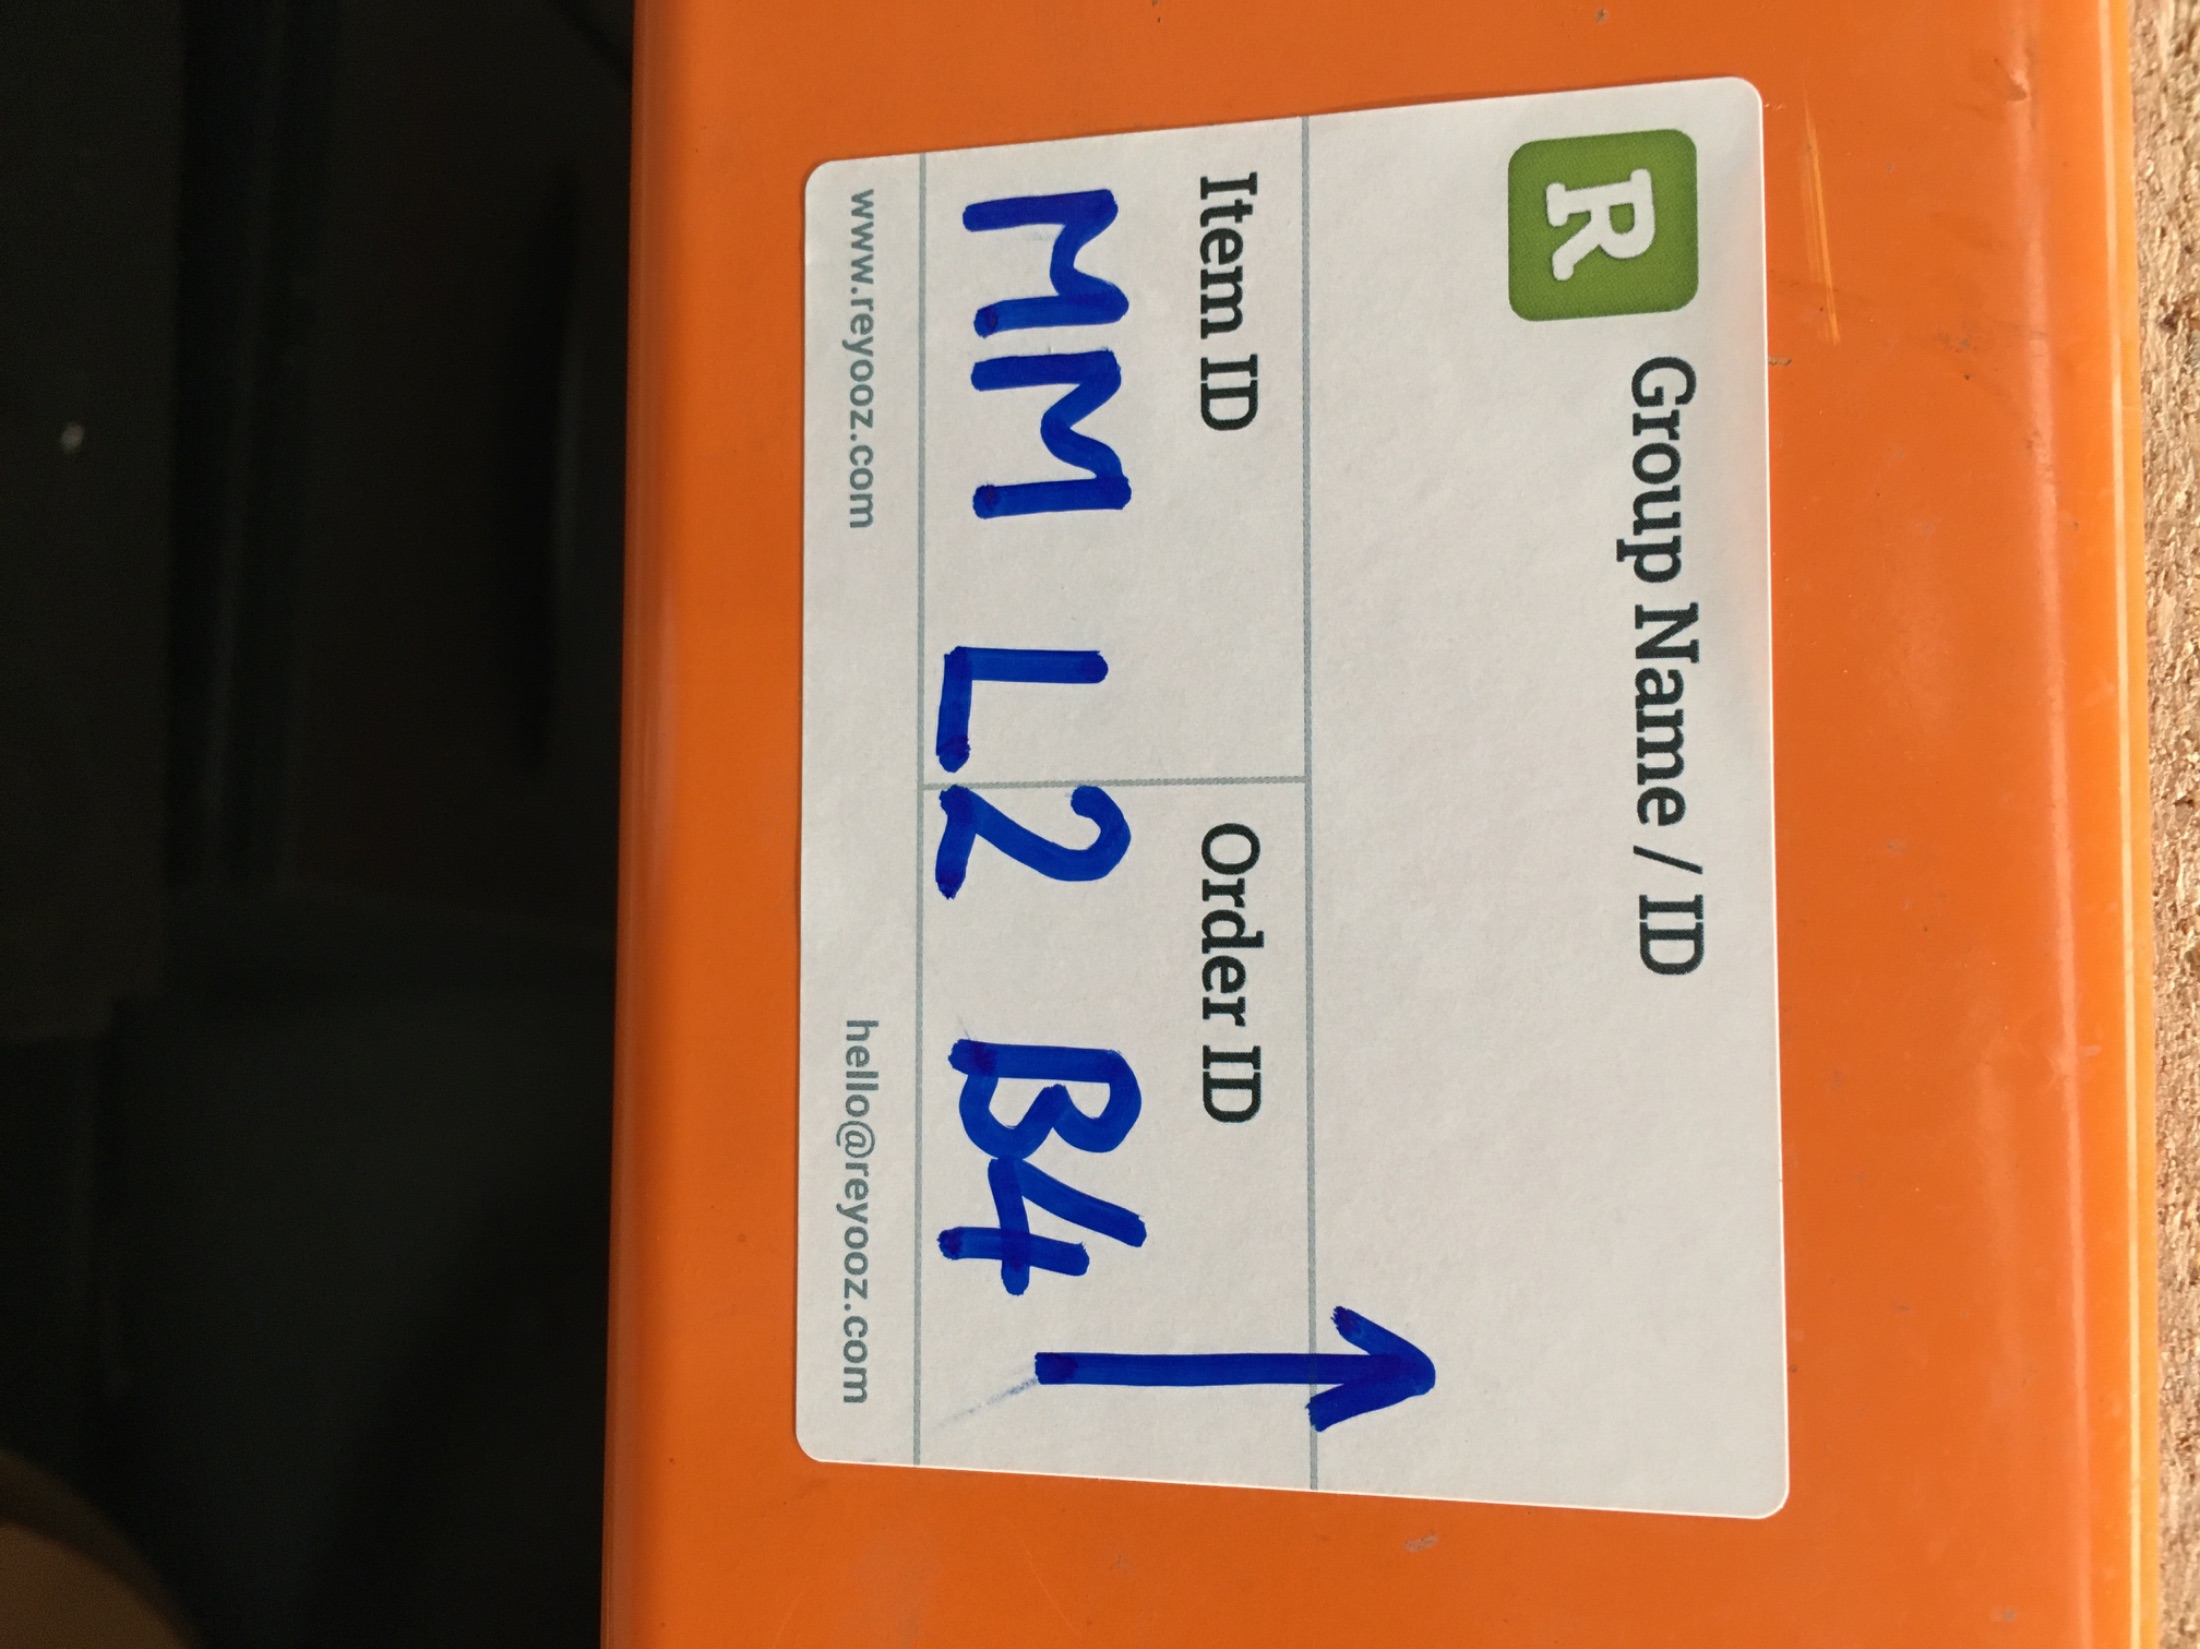 R Group Name / ID
Item ID Order ID
MM L2 B4 ↑
www.reyooz.com hello@reyooz.com